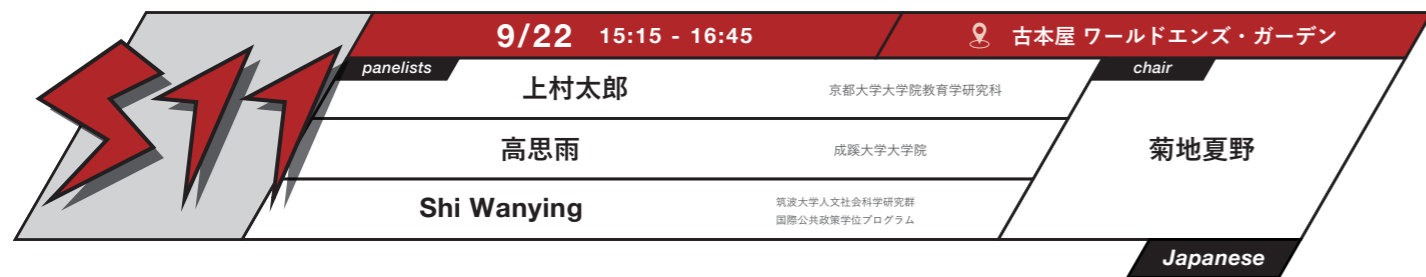 S11
9/22 15:15 - 16:45
古本屋 ワールドエンズ・ガーデン
panelists
chair
上村太郎 京都大学大学院教育学研究科
高思雨 成蹊大学大学院
菊地夏野
Shi Wanying 筑波大学人文社会科学研究群
国際公共政策学位プログラム
Japanese